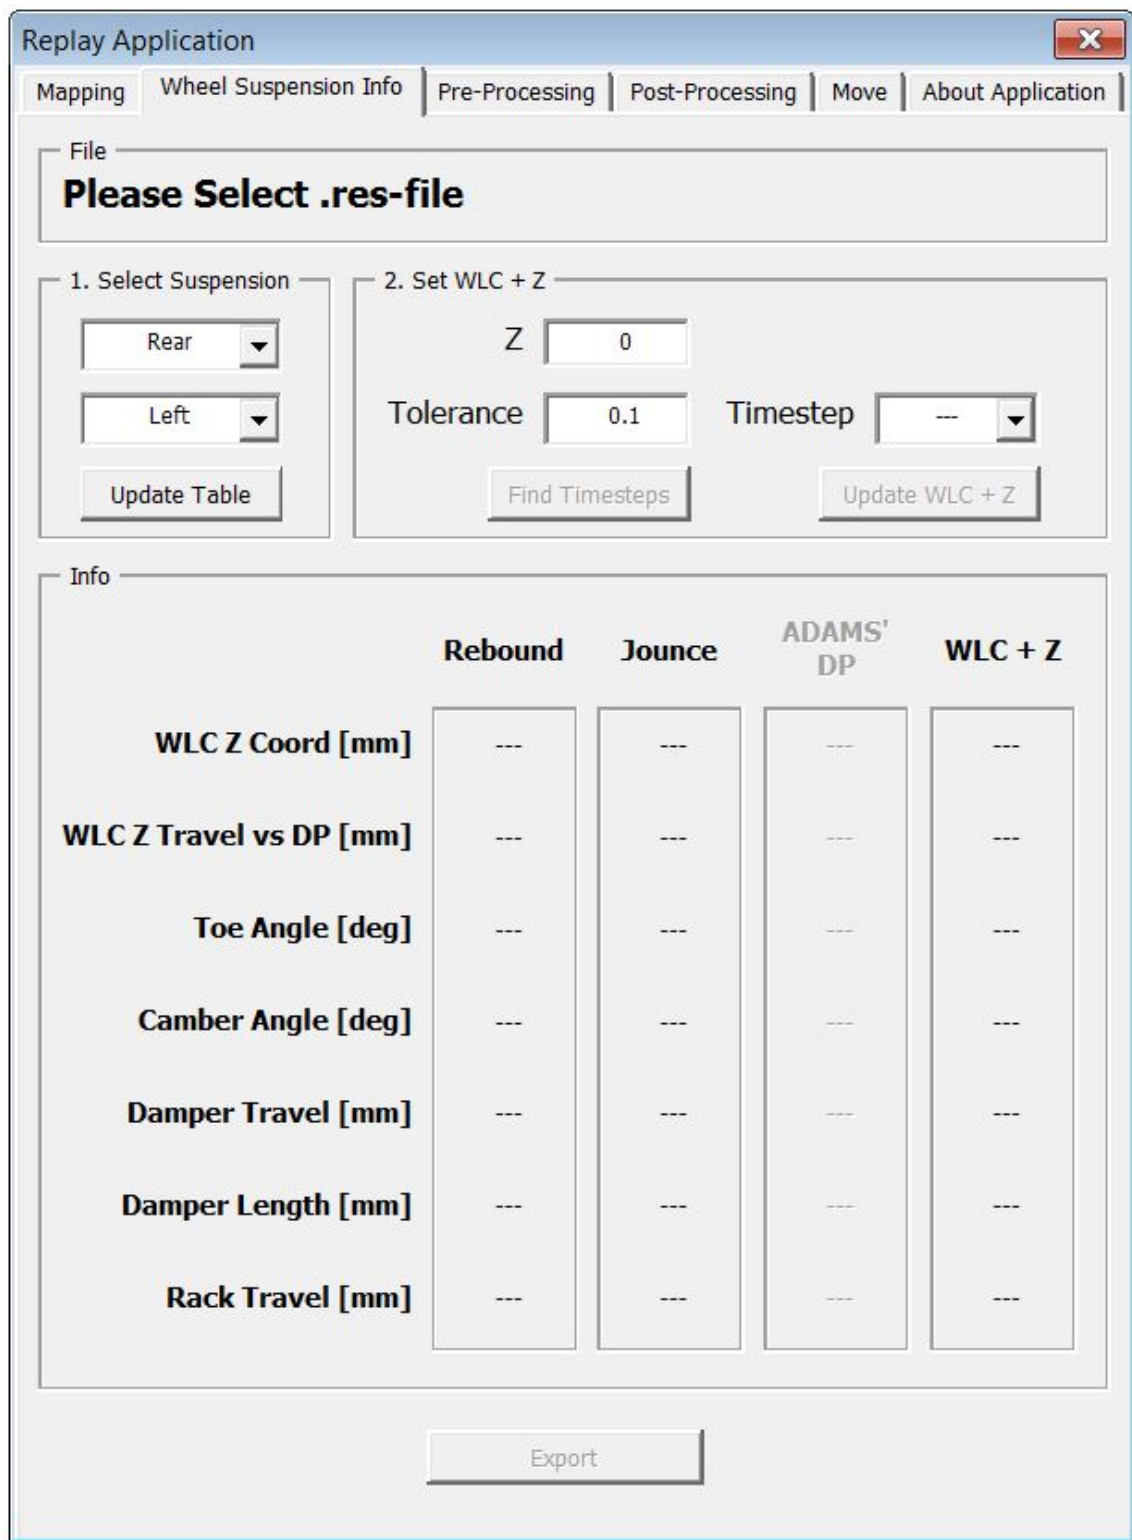 Replay Application
Mapping Wheel Suspension Info Pre-Processing Post-Processing Move About Application
File
Please Select .res-file
1. Select Suspension 2. Set WLC + Z
Rear Z 0
Left Tolerance 0.1 Timestep ---
Update Table Find Timesteps Update WLC + Z
Info
Rebound Jounce ADAMS'
DP WLC + Z
WLC Z Coord [mm] --- --- --- ---
WLC Z Travel vs DP [mm] --- --- --- ---
Toe Angle [deg] --- --- --- ---
Camber Angle [deg] --- --- --- ---
Damper Travel [mm] --- --- --- ---
Damper Length [mm] --- --- --- ---
Rack Travel [mm] --- --- --- ---
Export